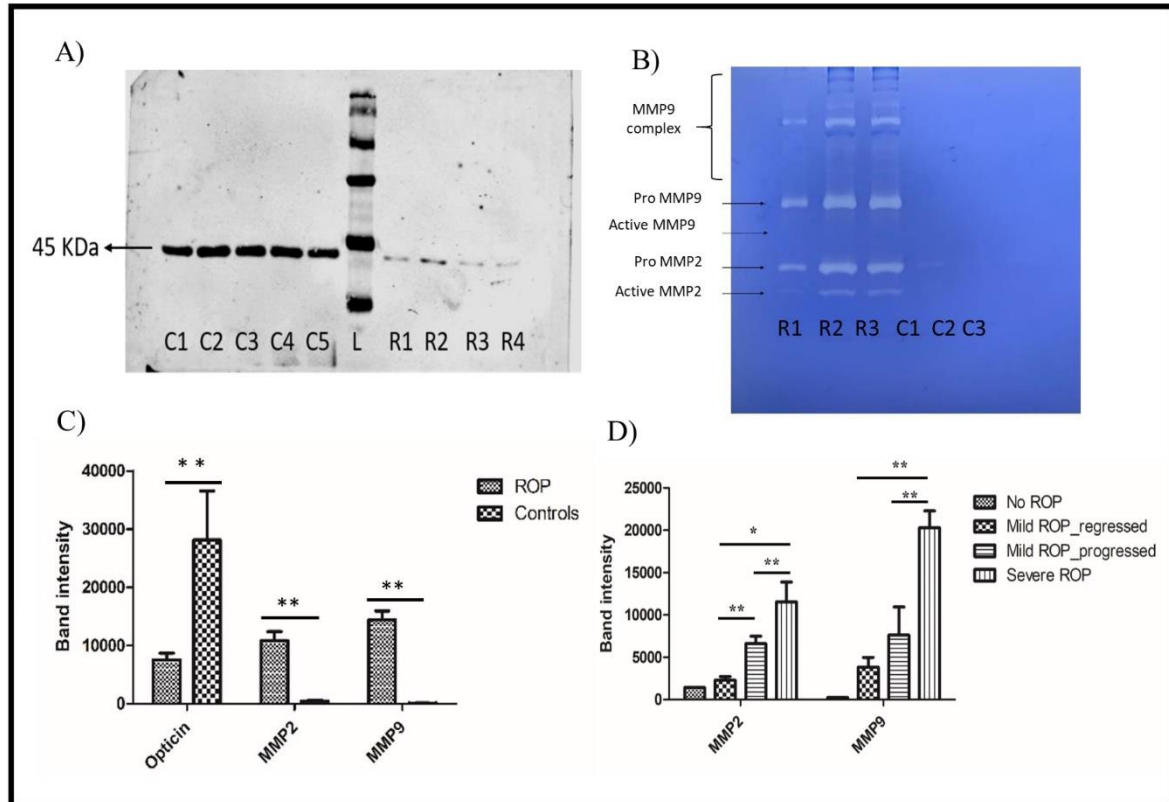 A)
45 KDa
C1 C2 C3 C4 C5 L R1 R2 R3 R4
B)
MMP9
complex
Pro MMP9
Active MMP9
Pro MMP2
Active MMP2
R1 R2 R3 C1 C2 C3
C)
Band intensity
40000
30000
20000
10000
0
* *
**
**
Opticin
MMP2
MMP9
ROP
Controls
D)
Band intensity
25000
20000
15000
10000
5000
0
**
*
**
**
**
MMP2
MMP9
No ROP
Mild ROP_regressed
Mild ROP_progressed
Severe ROP